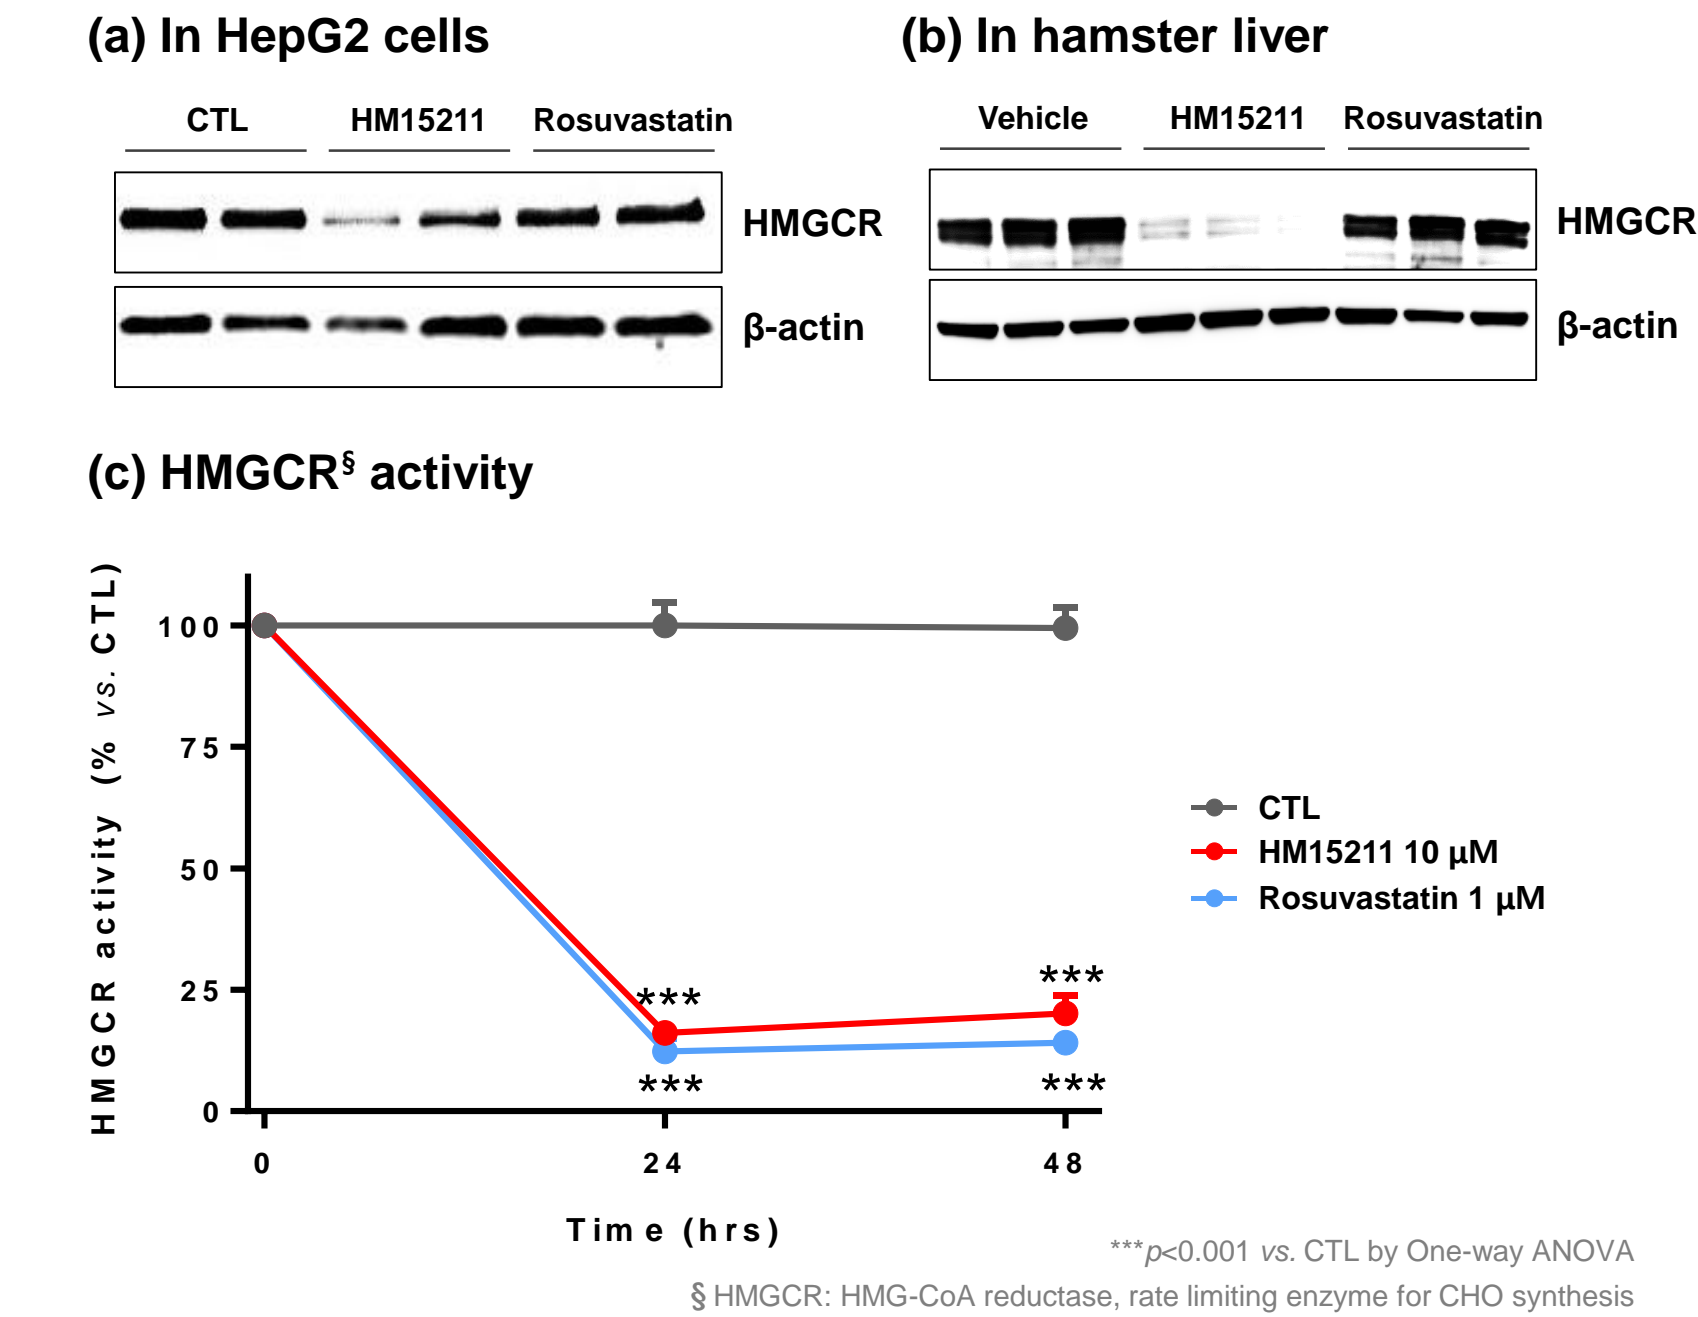 (a) In HepG2 cells
CTL HM15211 Rosuvastatin
HMGCR
β-actin
(b) In hamster liver
Vehicle HM15211 Rosuvastatin
HMGCR
β-actin
(c) HMGCR§ activity
HMGCR activity (% vs. CTL)
100
75
50
25
0
***
***
***
***
0 24 48
Time (hrs)
CTL
HM15211 10 μM
Rosuvastatin 1 μM
***p<0.001 vs. CTL by One-way ANOVA
§ HMGCR: HMG-CoA reductase, rate limiting enzyme for CHO synthesis